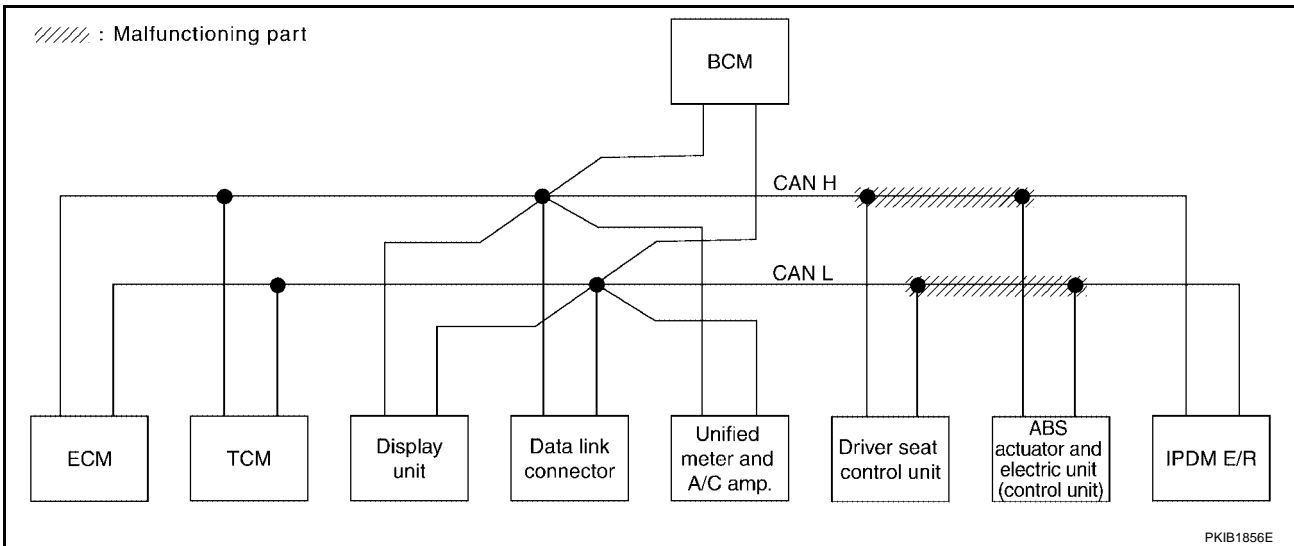 : Malfunctioning part
BCM
CAN H
CAN L
ECM
TCM
Display
unit
Data link
connector
Unified
meter and
A/C amp.
Driver seat
control unit
ABS
actuator and
electric unit
(control unit)
IPDM E/R
PKIB1856E